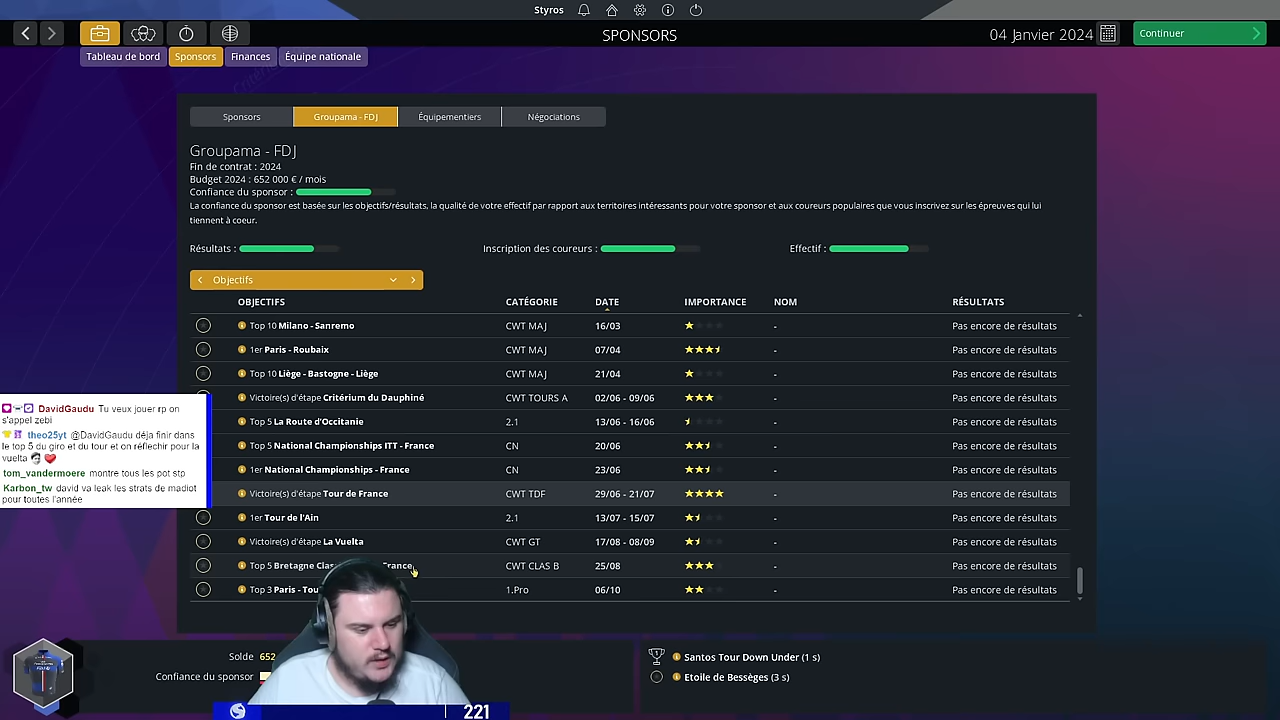 Styros
SPONSORS
04 Janvier 2024
Continuer
Tableau de bord
Sponsors
Finances
Équipe nationale
Sponsors
Groupama - FDJ
Équipementiers
Négociations
Groupama - FDJ
Fin de contrat : 2024
Budget 2024 : 652 000 € / mois
Confiance du sponsor :
La confiance du sponsor est basée sur les objectifs/résultats, la qualité de votre effectif par rapport aux territoires intéressants pour votre sponsor et aux coureurs populaires que vous inscrivez sur les épreuves qui lui
tiennent à coeur.
Résultats :
Inscription des coureurs :
Effectif :
Objectifs
OBJECTIFS CATÉGORIE DATE IMPORTANCE NOM RÉSULTATS
Top 10 Milano - Sanremo CWT MAJ 16/03 - Pas encore de résultats
1er Paris - Roubaix CWT MAJ 07/04 - Pas encore de résultats
Top 10 Liège - Bastogne - Liège CWT MAJ 21/04 - Pas encore de résultats
Victoire(s) d'étape Critérium du Dauphiné CWT TOURS A 02/06 - 09/06 - Pas encore de résultats
Top 5 La Route d'Occitanie 2.1 13/06 - 16/06 - Pas encore de résultats
Top 5 National Championships ITT - France CN 20/06 - Pas encore de résultats
1er National Championships - France CN 23/06 - Pas encore de résultats
Victoire(s) d'étape Tour de France CWT TDF 29/06 - 21/07 - Pas encore de résultats
1er Tour de l'Ain 2.1 13/07 - 15/07 - Pas encore de résultats
Victoire(s) d'étape La Vuelta CWT GT 17/08 - 08/09 - Pas encore de résultats
Top 5 Bretagne Clas France CWT CLAS B 25/08 - Pas encore de résultats
Top 3 Paris - Tou 1.Pro 06/10 - Pas encore de résultats
DavidGaudu Tu veux jouer rp on
s'appel zebi
theo25yt @DavidGaudu déja finir dans
le top 5 du giro et du tour et on réflechir pour la
vuelta
tom_vandermoere montre tous les pot stp
Karbon_tw david va leak les strats de madiot
pour toutes l'année
Solde 652
Confiance du sponsor
Santos Tour Down Under (1 s)
Etoile de Bessèges (3 s)
221